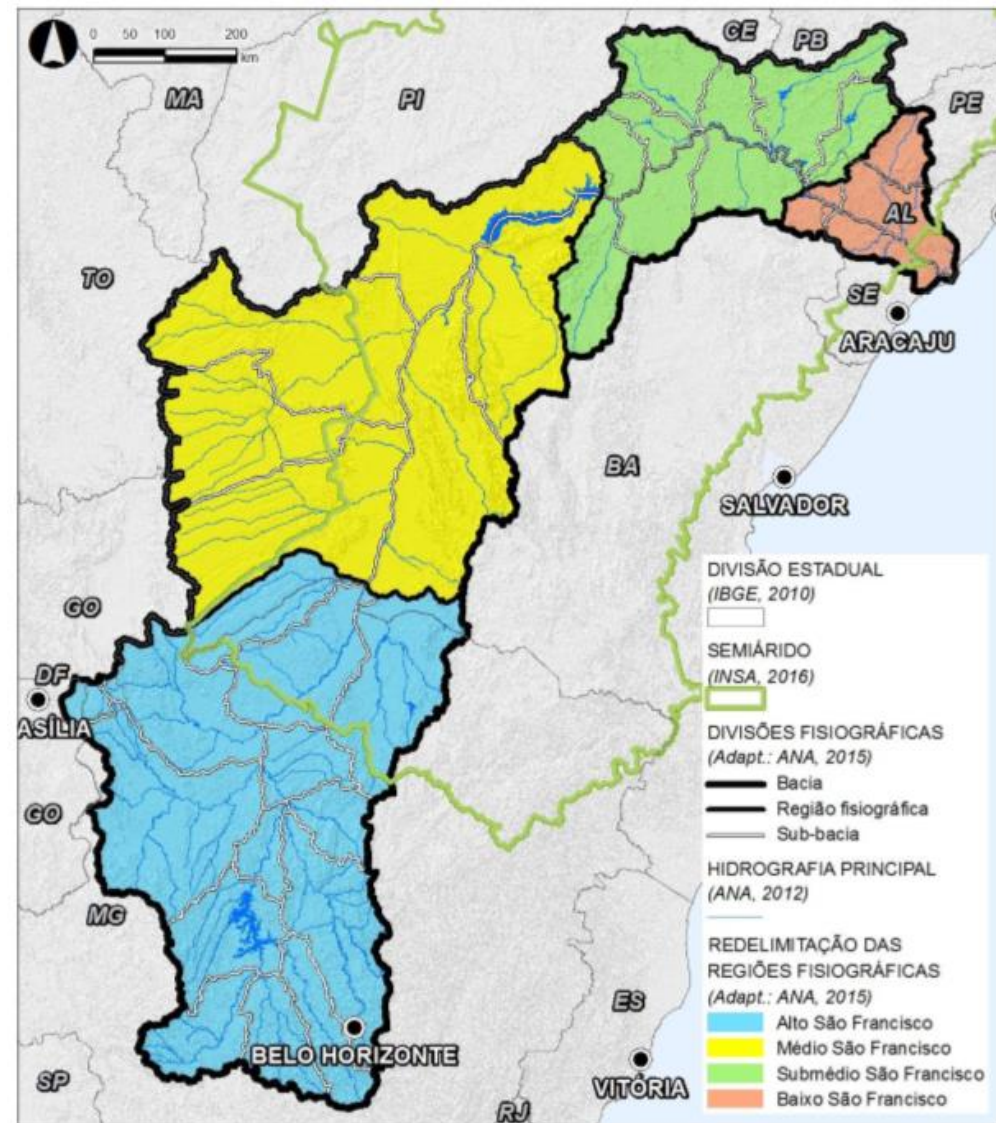 0 50 100 200
km
CE
PB
MA
PI
PE
AL
TO
SE
ARACAJU
BA
SALVADOR
GO
DF
ASÍLIA
GO
MG
BELO HORIZONTE
ES
VITÓRIA
SP
RJ
DIVISÃO ESTADUAL
(IBGE, 2010)
SEMIÁRIDO
(INSA, 2016)
DIVISÕES FISIOGRÁFICAS
(Adapt.: ANA, 2015)
Bacia
Região fisiográfica
Sub-bacia
HIDROGRAFIA PRINCIPAL
(ANA, 2012)
REDELIMITAÇÃO DAS
REGIÕES FISIOGRÁFICAS
(Adapt.: ANA, 2015)
Alto São Francisco
Médio São Francisco
Submédio São Francisco
Baixo São Francisco